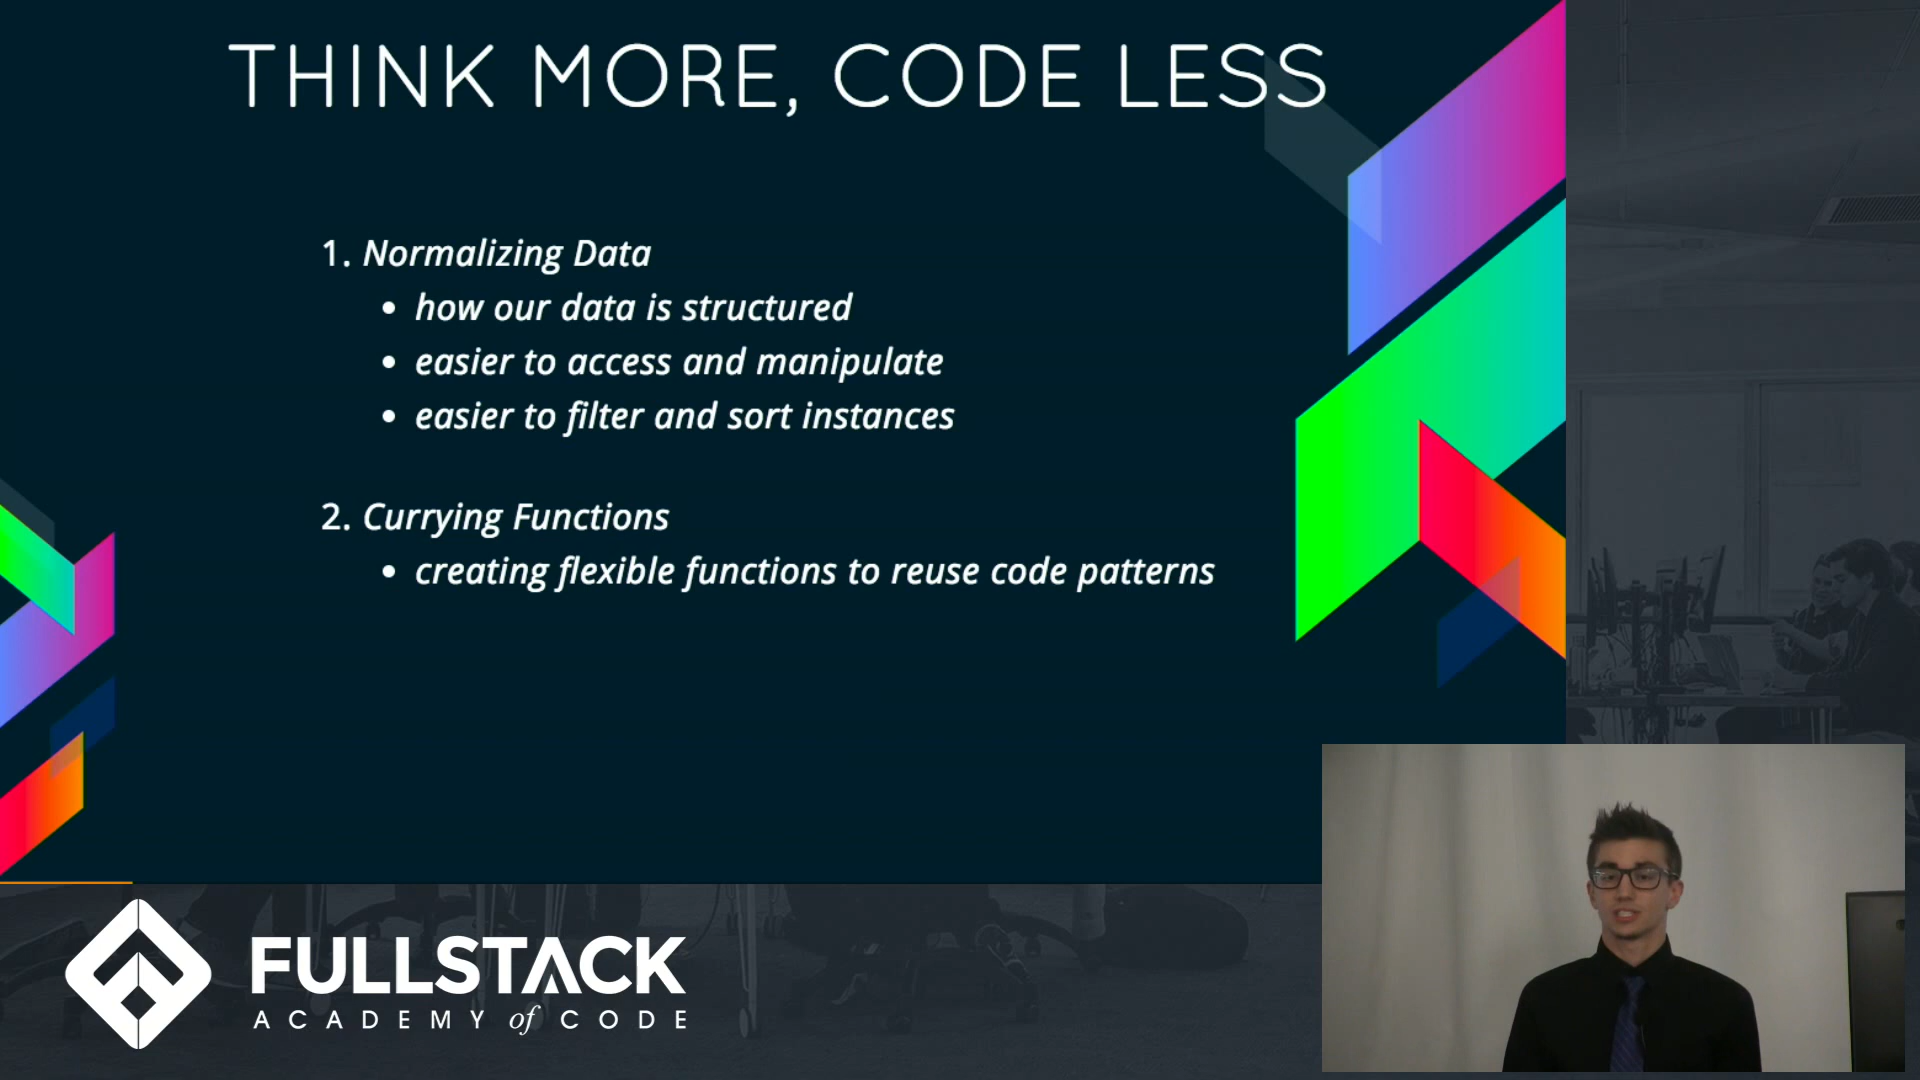 THINK MORE, CODE LESS
1. Normalizing Data
• how our data is structured
• easier to access and manipulate
• easier to filter and sort instances
2. Currying Functions
• creating flexible functions to reuse code patterns
FULLSTACK
ACADEMY of CODE